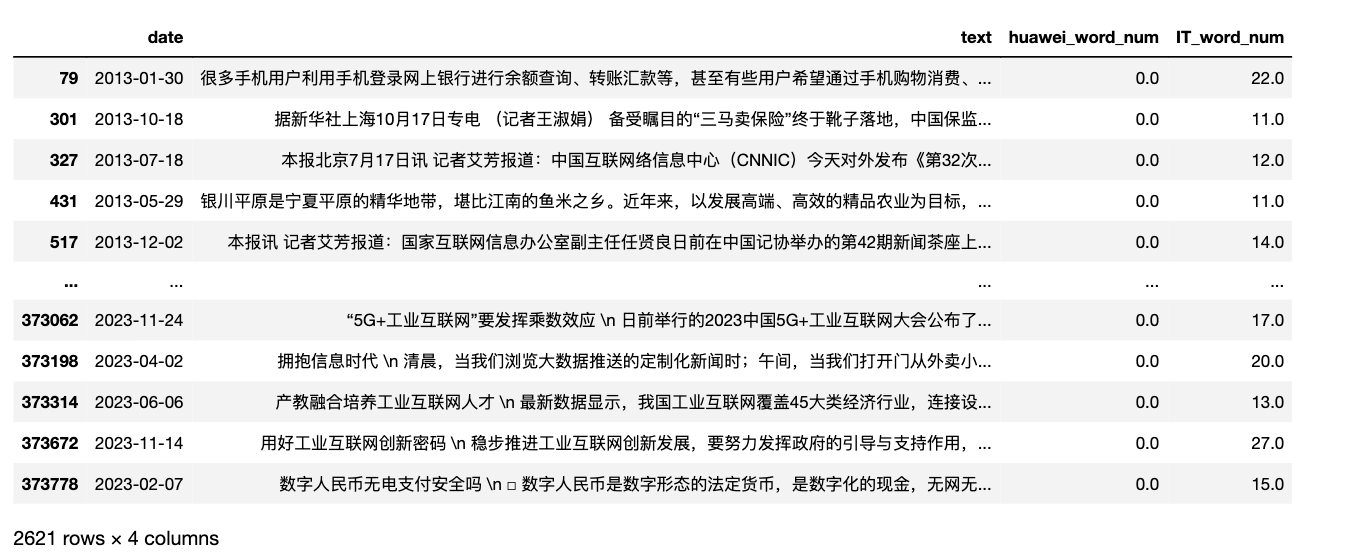 date text huawei_word_num IT_word_num
79 2013-01-30 很多手机用户利用手机登录网上银行进行余额查询、转账汇款等，甚至有些用户希望通过手机购物消费、... 0.0 22.0
301 2013-10-18 据新华社上海10月17日专电 （记者王淑娟） 备受瞩目的“三马卖保险”终于靴子落地，中国保监... 0.0 11.0
327 2013-07-18 本报北京7月17日讯 记者艾芳报道：中国互联网络信息中心（CNNIC）今天对外发布《第32次... 0.0 12.0
431 2013-05-29 银川平原是宁夏平原的精华地带，堪比江南的鱼米之乡。近年来，以发展高端、高效的精品农业为目标，... 0.0 11.0
517 2013-12-02 本报讯 记者艾芳报道：国家互联网信息办公室副主任任贤良日前在中国记协举办的第42期新闻茶座上... 0.0 14.0
... ... ... ... ...
373062 2023-11-24 “5G+工业互联网”要发挥乘数效应 \n 日前举行的2023中国5G+工业互联网大会公布了... 0.0 17.0
373198 2023-04-02 拥抱信息时代 \n 清晨，当我们浏览大数据推送的定制化新闻时；午间，当我们打开门从外卖小... 0.0 20.0
373314 2023-06-06 产教融合培养工业互联网人才 \n 最新数据显示，我国工业互联网覆盖45大类经济行业，连接设... 0.0 13.0
373672 2023-11-14 用好工业互联网创新密码 \n 稳步推进工业互联网创新发展，要努力发挥政府的引导与支持作用，... 0.0 27.0
373778 2023-02-07 数字人民币无电支付安全吗 \n □ 数字人民币是数字形态的法定货币，是数字化的现金，无网无... 0.0 15.0
2621 rows × 4 columns